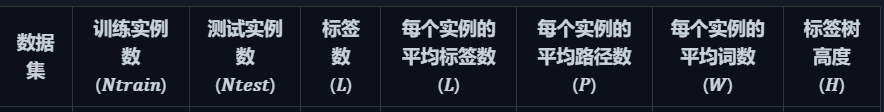 数据集
训练实例数
(Ntrain)
测试实例数
(Ntest)
标签数
(L)
每个实例的平均标签数
(L)
每个实例的平均路径数
(P)
每个实例的平均词数
(W)
标签树高度
(H)